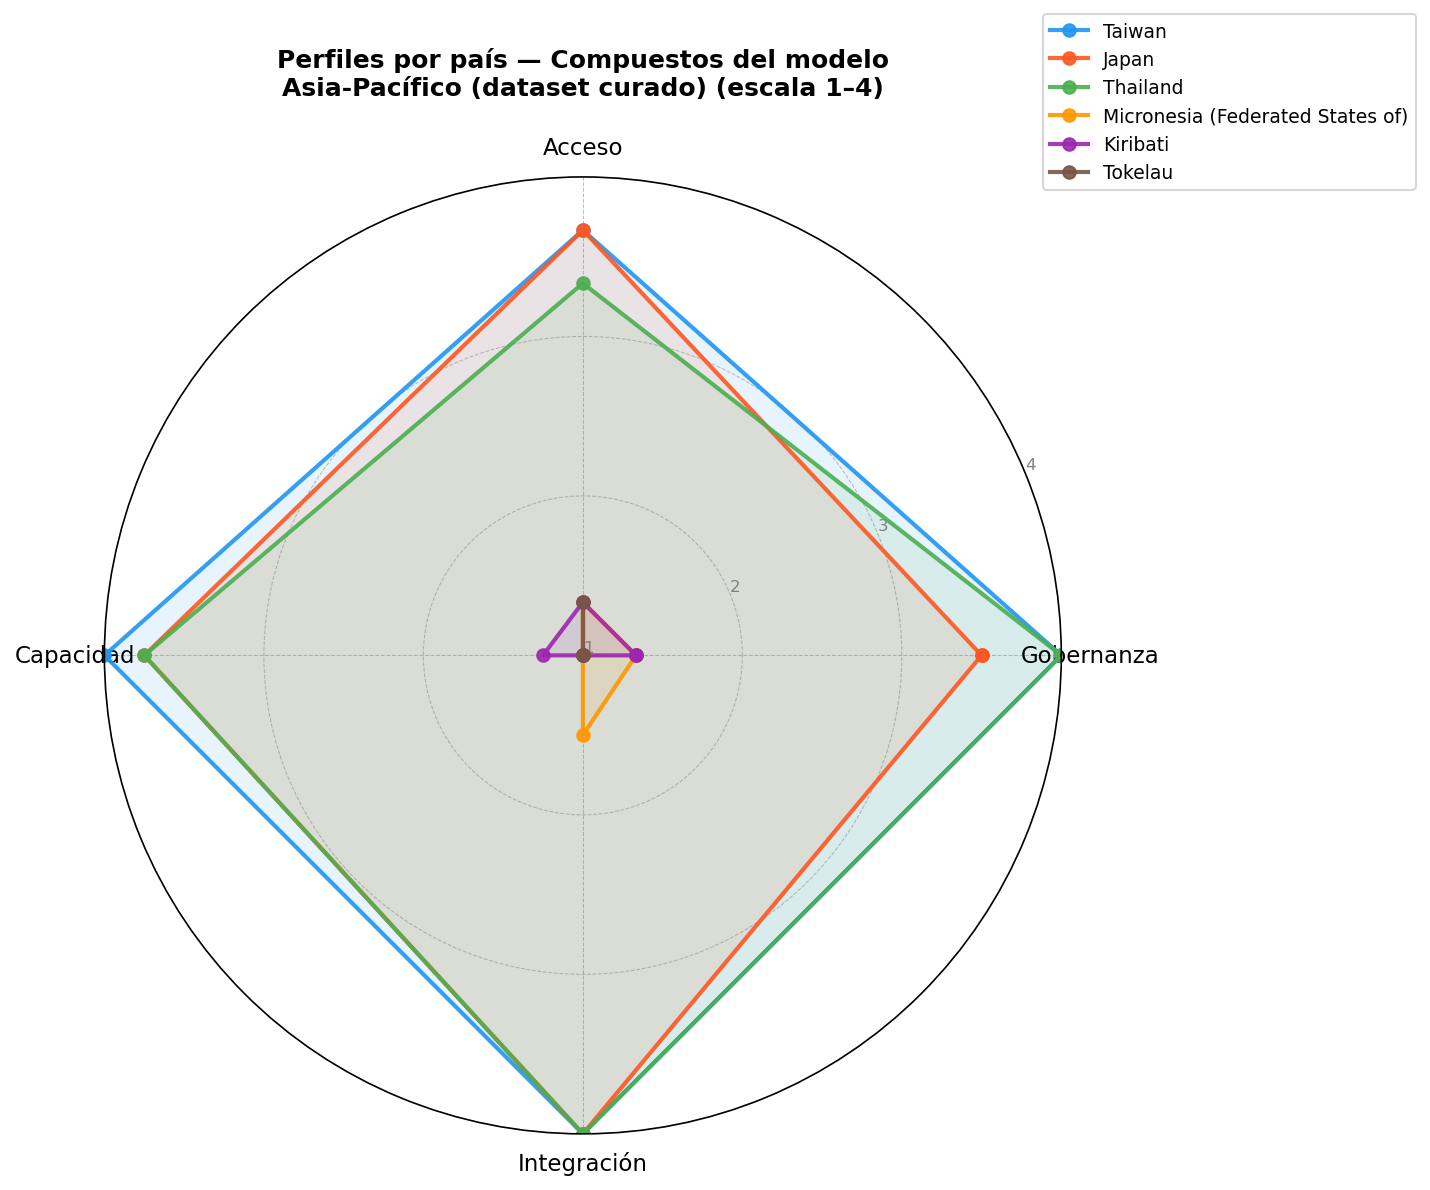 Perfiles por país — Compuestos del modelo
Asia-Pacífico (dataset curado) (escala 1–4)
Taiwan
Japan
Thailand
Micronesia (Federated States of)
Kiribati
Tokelau
Acceso
4
3
2
1
Capacidad
Gobernanza
Integración